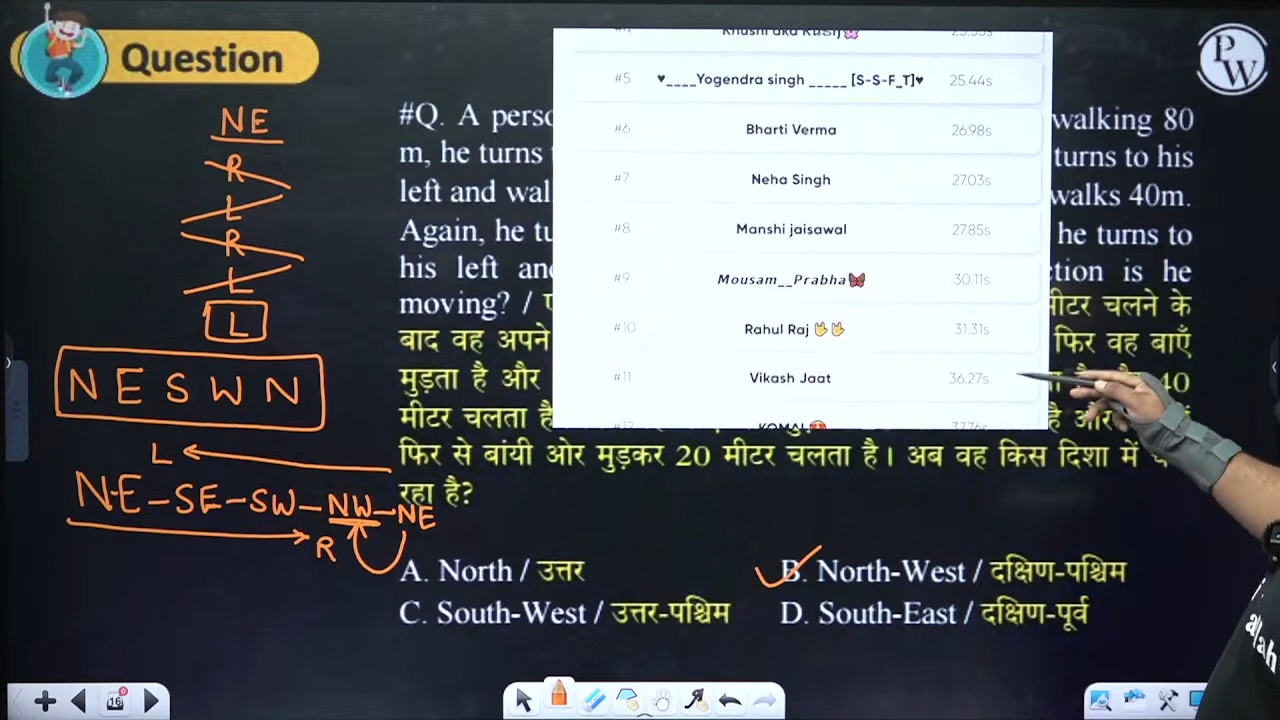 Question
PW
NE
R
L
R
L
L
N E S W N
L
NE-SE-SW-NW-NE
R
#Q. A perso
walking 80
m, he turns
turns to his
left and wal
walks 40m.
Again, he tu
he turns to
his left an
ction is he
moving? /
मीटर चलने के
बाद वह अपने
फिर वह बाएँ
मुड़ता है और
40
मीटर चलता है
है और
फिर से बांयी ओर मुड़कर 20 मीटर चलता है। अब वह किस दिशा में
रहा है?
A. North / उत्तर
B. North-West / दक्षिण-पश्चिम
C. South-West / उत्तर-पश्चिम
D. South-East / दक्षिण-पूर्व
#5 ♥____Yogendra singh _____ [S-S-F_T]♥ 25.44s
#6 Bharti Verma 26.98s
#7 Neha Singh 27.03s
#8 Manshi jaisawal 27.85s
#9 Mousam__Prabha🦋 30.11s
#10 Rahul Raj 🤟🤟 31.31s
#11 Vikash Jaat 36.27s
16